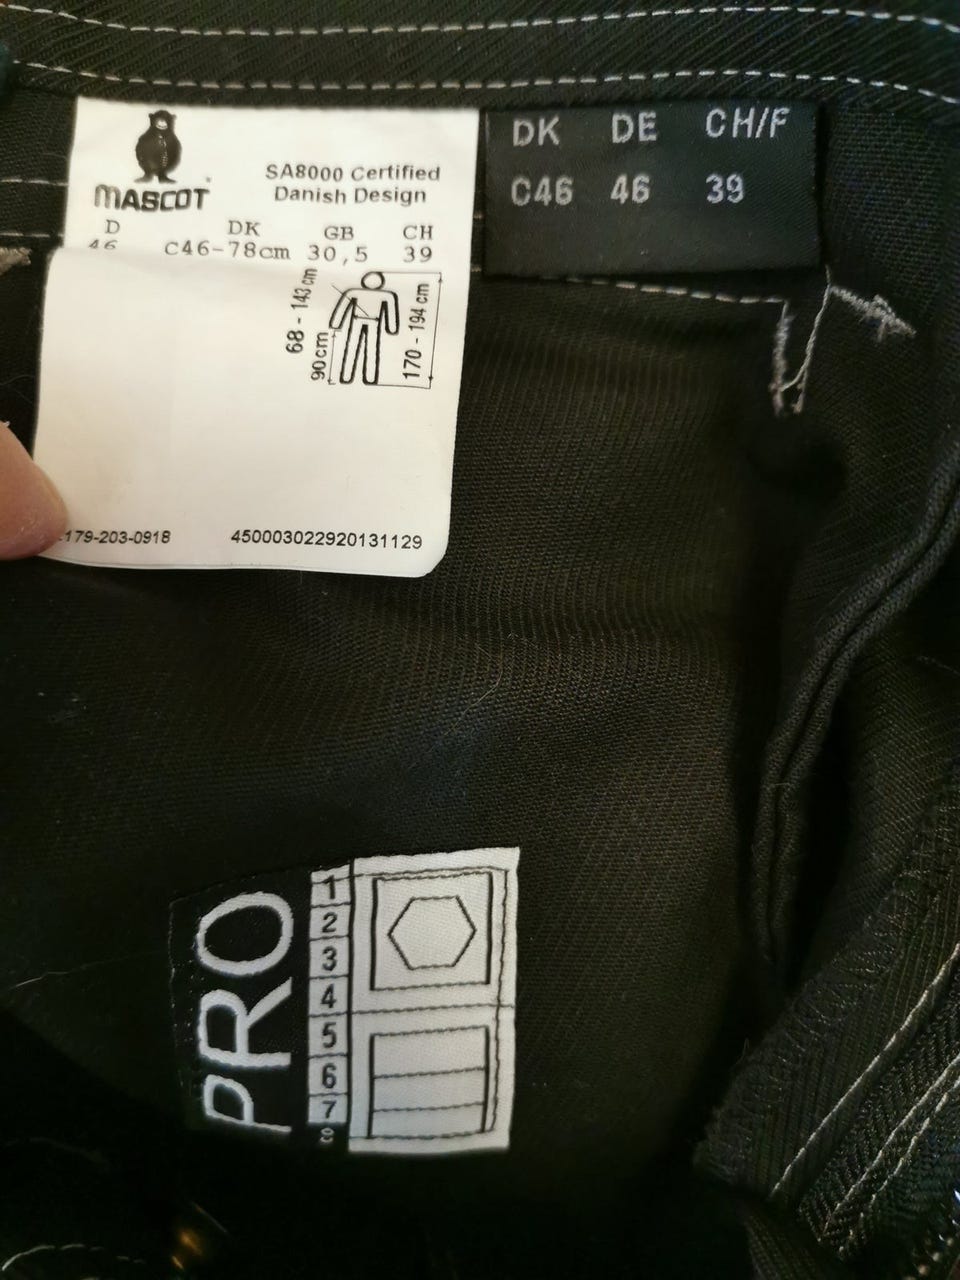 MASCOT
SA8000 Certified
Danish Design
D DK GB CH
46 C46-78cm 30,5 39
68 - 143 cm
90cm
170 - 194 cm
179-203-0918 450003022920131129
DK DE CH/F
C46 46 39
PRO
1
2
3
4
5
6
7
8